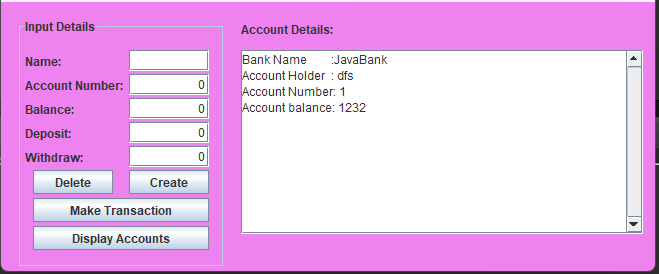 Input Details
Name:
Account Number: 0
Balance: 0
Deposit: 0
Withdraw: 0
Delete Create
Make Transaction
Display Accounts
Account Details:
Bank Name :JavaBank
Account Holder : dfs
Account Number: 1
Account balance: 1232